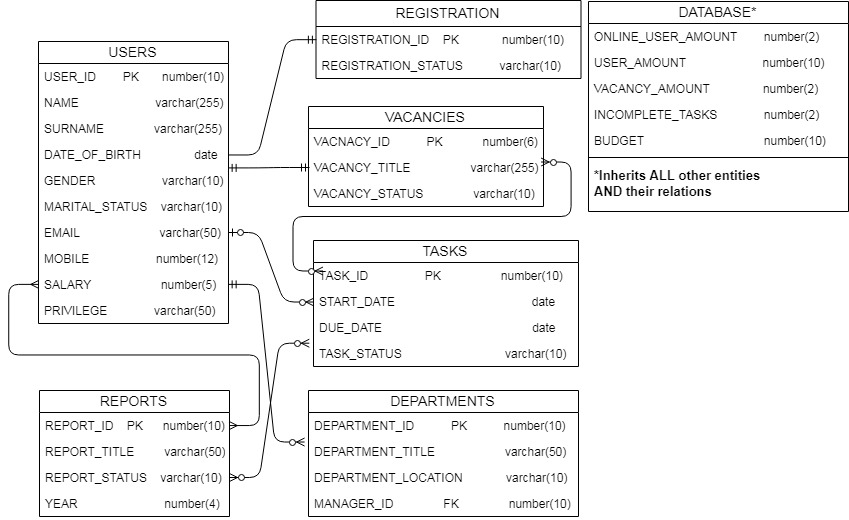 REGISTRATION
REGISTRATION_ID PK number(10)
REGISTRATION_STATUS varchar(10)
DATABASE*
ONLINE_USER_AMOUNT number(2)
USER_AMOUNT number(10)
VACANCY_AMOUNT number(2)
INCOMPLETE_TASKS number(2)
BUDGET number(10)
*Inherits ALL other entities
AND their relations
USERS
USER_ID PK number(10)
NAME varchar(255)
SURNAME varchar(255)
DATE_OF_BIRTH date
GENDER varchar(10)
MARITAL_STATUS varchar(10)
EMAIL varchar(50)
MOBILE number(12)
SALARY number(5)
PRIVILEGE varchar(50)
VACANCIES
VACNACY_ID PK number(6)
VACANCY_TITLE varchar(255)
VACANCY_STATUS varchar(10)
TASKS
TASK_ID PK number(10)
START_DATE date
DUE_DATE date
TASK_STATUS varchar(10)
REPORTS
REPORT_ID PK number(10)
REPORT_TITLE varchar(50)
REPORT_STATUS varchar(10)
YEAR number(4)
DEPARTMENTS
DEPARTMENT_ID PK number(10)
DEPARTMENT_TITLE varchar(50)
DEPARTMENT_LOCATION varchar(10)
MANAGER_ID FK number(10)